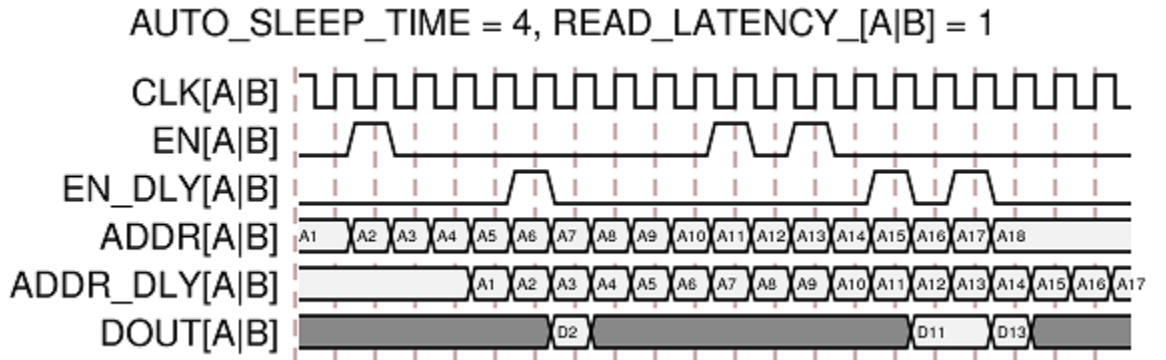 AUTO_SLEEP_TIME = 4, READ_LATENCY_[A|B] = 1
CLK[A|B]
EN[A|B]
EN_DLY[A|B]
ADDR[A|B] A1 A2 A3 A4 A5 A6 A7 A8 A9 A10 A11 A12 A13 A14 A15 A16 A17 A18
ADDR_DLY[A|B] A1 A2 A3 A4 A5 A6 A7 A8 A9 A10 A11 A12 A13 A14 A15 A16 A17
DOUT[A|B] D2 D11 D13